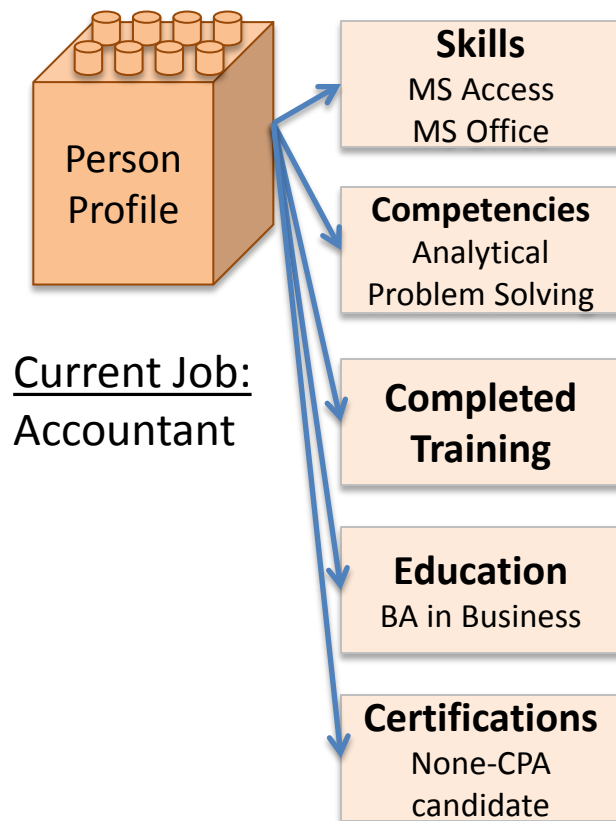 Person
Profile
Current Job:
Accountant
Skills
MS Access
MS Office
Competencies
Analytical
Problem Solving
Completed
Training
Education
BA in Business
Certifications
None-CPA
candidate